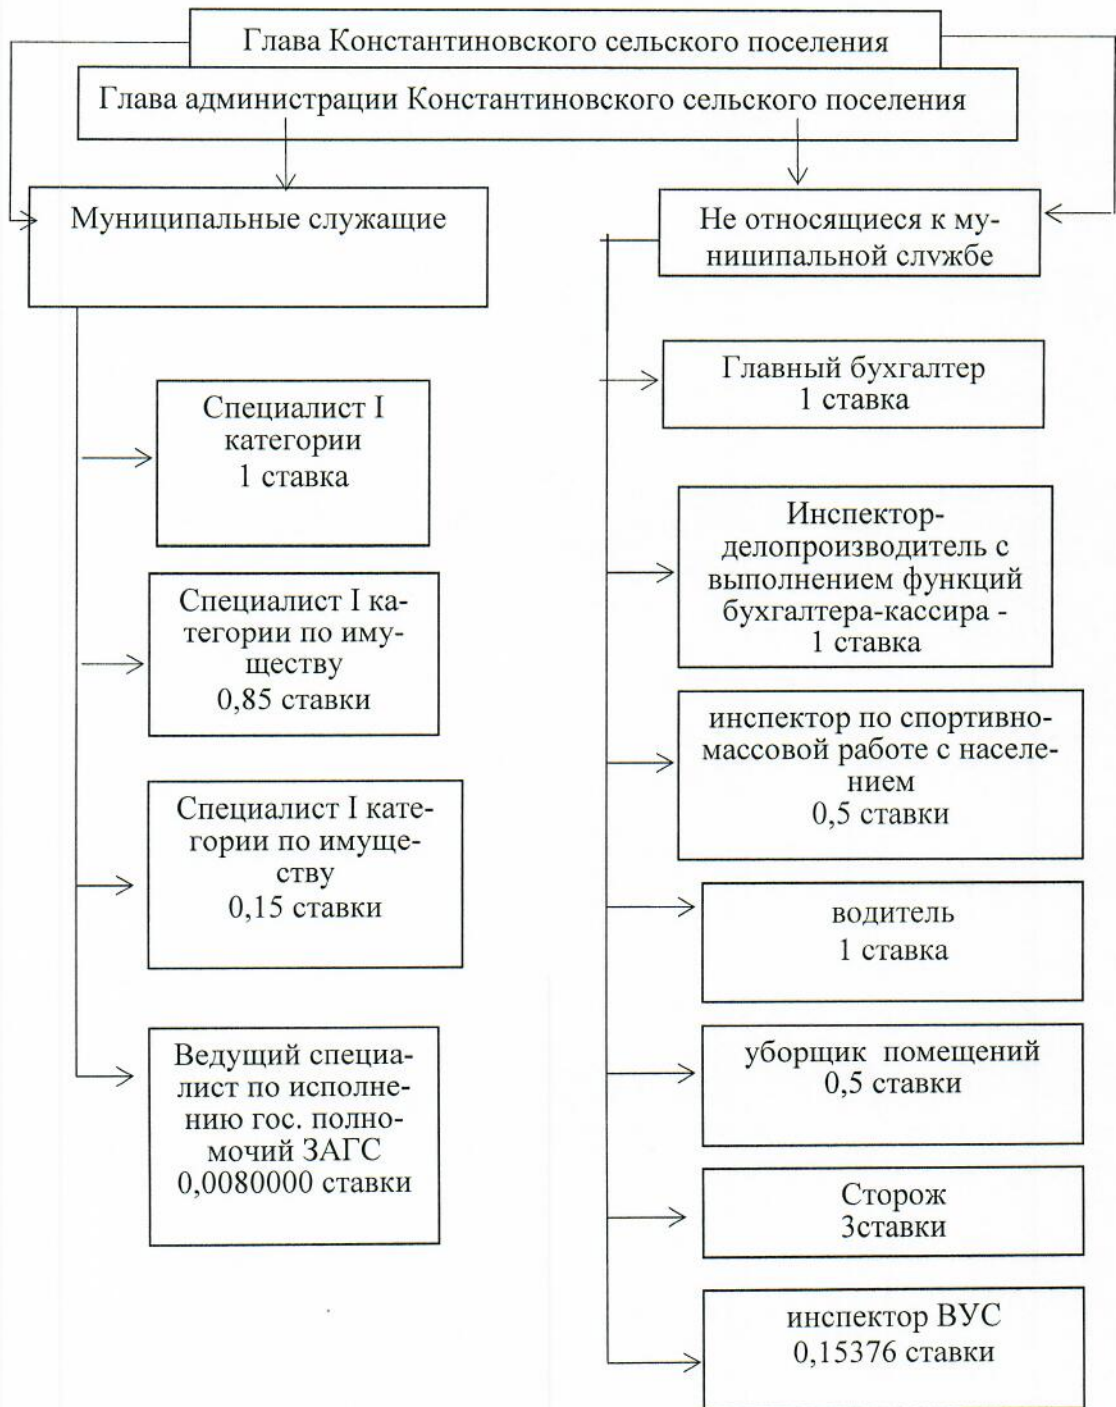 Глава Константиновского сельского поселения
Глава администрации Константиновского сельского поселения
Муниципальные служащие
Не относящиеся к му-
ниципальной службе
Специалист I
категории
1 ставка
Специалист I ка-
тегории по иму-
ществу
0,85 ставки
Специалист I кате-
гории по имуще-
ству
0,15 ставки
Ведущий специа-
лист по исполне-
нию гос. полно-
мочий ЗАГС
0,0080000 ставки
Главный бухгалтер
1 ставка
Инспектор-
делопроизводитель с
выполнением функций
бухгалтера-кассира -
1 ставка
инспектор по спортивно-
массовой работе с населе-
нием
0,5 ставки
водитель
1 ставка
уборщик  помещений
0,5 ставки
Сторож
3ставки
инспектор ВУС
0,15376 ставки